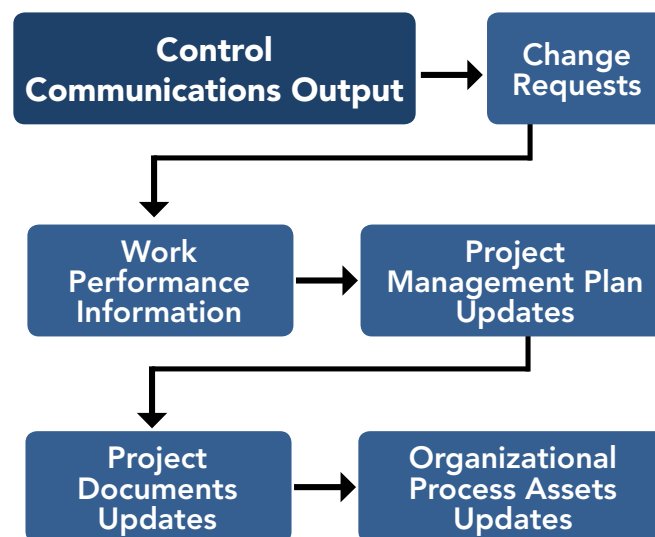 Control
Communications Output
Change
Requests
Work
Performance
Information
Project
Management Plan
Updates
Project
Documents
Updates
Organizational
Process Assets
Updates